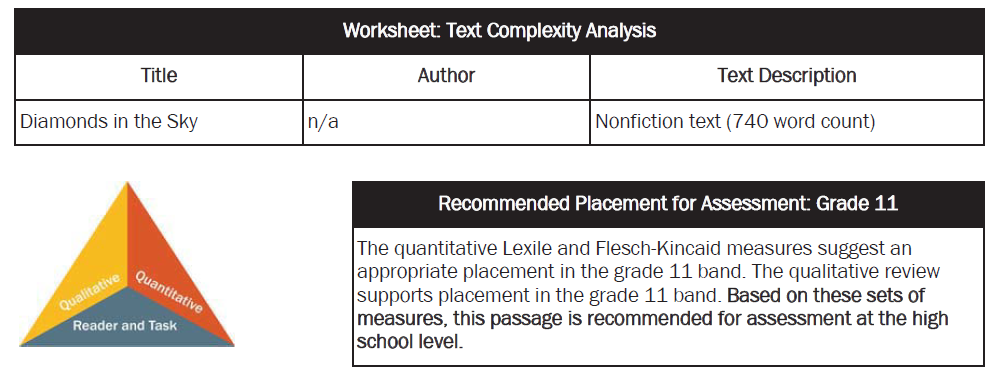 Worksheet: Text Complexity Analysis
Title Author Text Description
Diamonds in the Sky n/a Nonfiction text (740 word count)
Qualitative
Quantitative
Reader and Task
Recommended Placement for Assessment: Grade 11
The quantitative Lexile and Flesch-Kincaid measures suggest an
appropriate placement in the grade 11 band. The qualitative review
supports placement in the grade 11 band. Based on these sets of
measures, this passage is recommended for assessment at the high
school level.